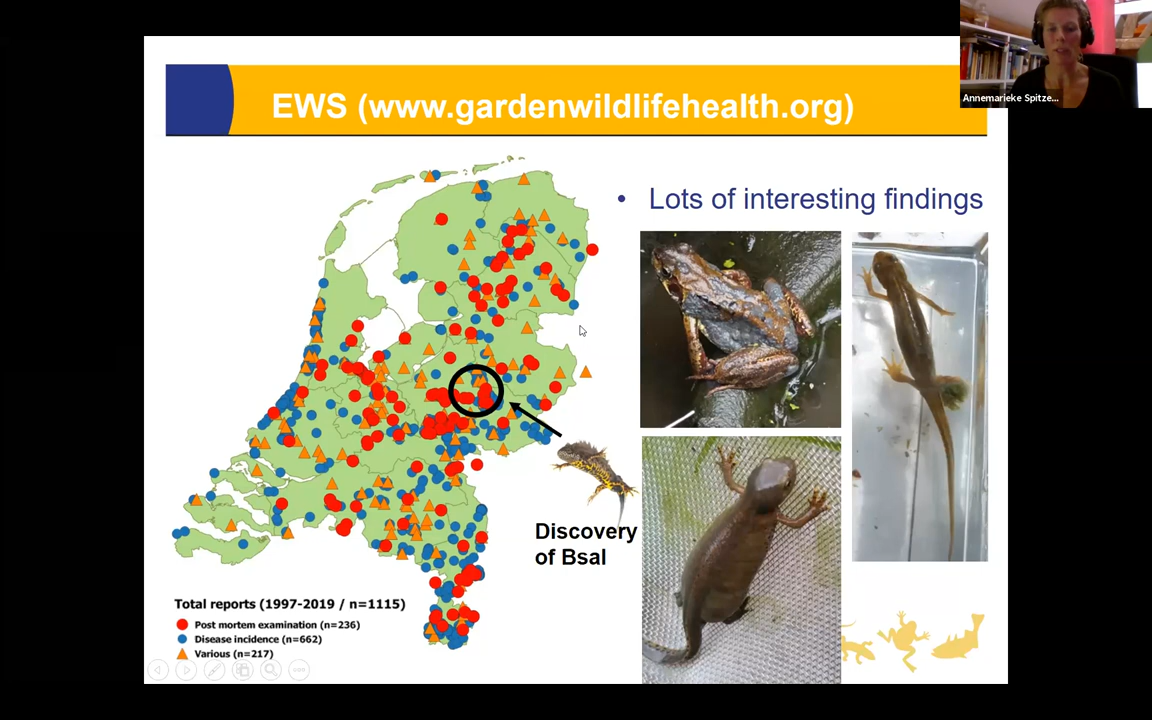 Annemarieke Spitze...
EWS (www.gardenwildlifehealth.org)
• Lots of interesting findings
Discovery
of Bsal
Total reports (1997-2019 / n=1115)
Post mortem examination (n=236)
Disease incidence (n=662)
Various (n=217)